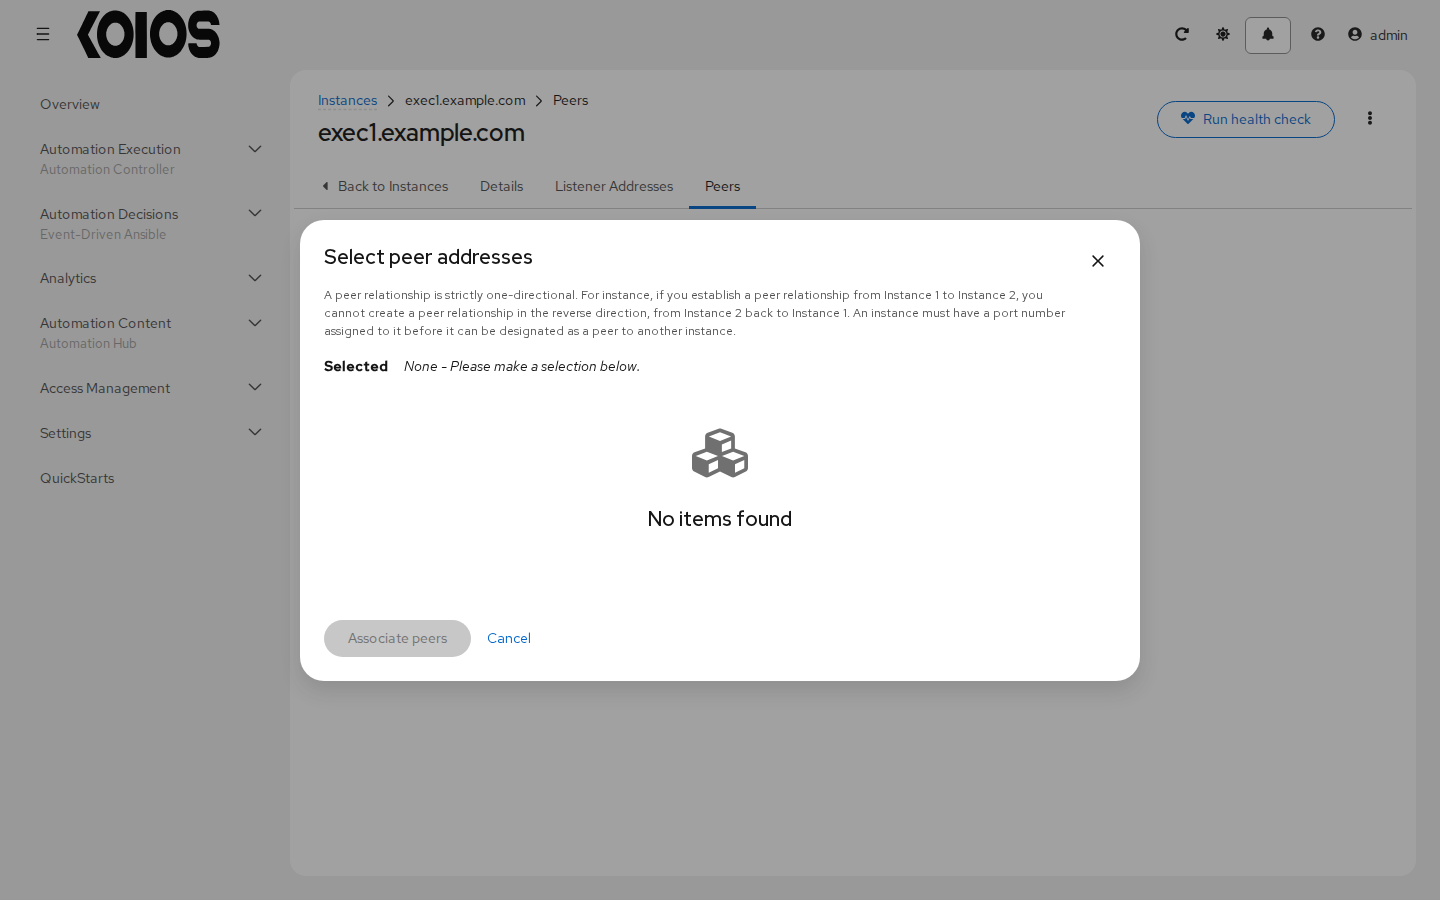 KOIOS
admin
Overview
Automation Execution
Automation Controller
Automation Decisions
Event-Driven Ansible
Analytics
Automation Content
Automation Hub
Access Management
Settings
QuickStarts
Instances exec1.example.com Peers
exec1.example.com
Run health check
Back to Instances Details Listener Addresses Peers
Select peer addresses
A peer relationship is strictly one-directional. For instance, if you establish a peer relationship from Instance 1 to Instance 2, you
cannot create a peer relationship in the reverse direction, from Instance 2 back to Instance 1. An instance must have a port number
assigned to it before it can be designated as a peer to another instance.
Selected None - Please make a selection below.
No items found
Associate peers Cancel